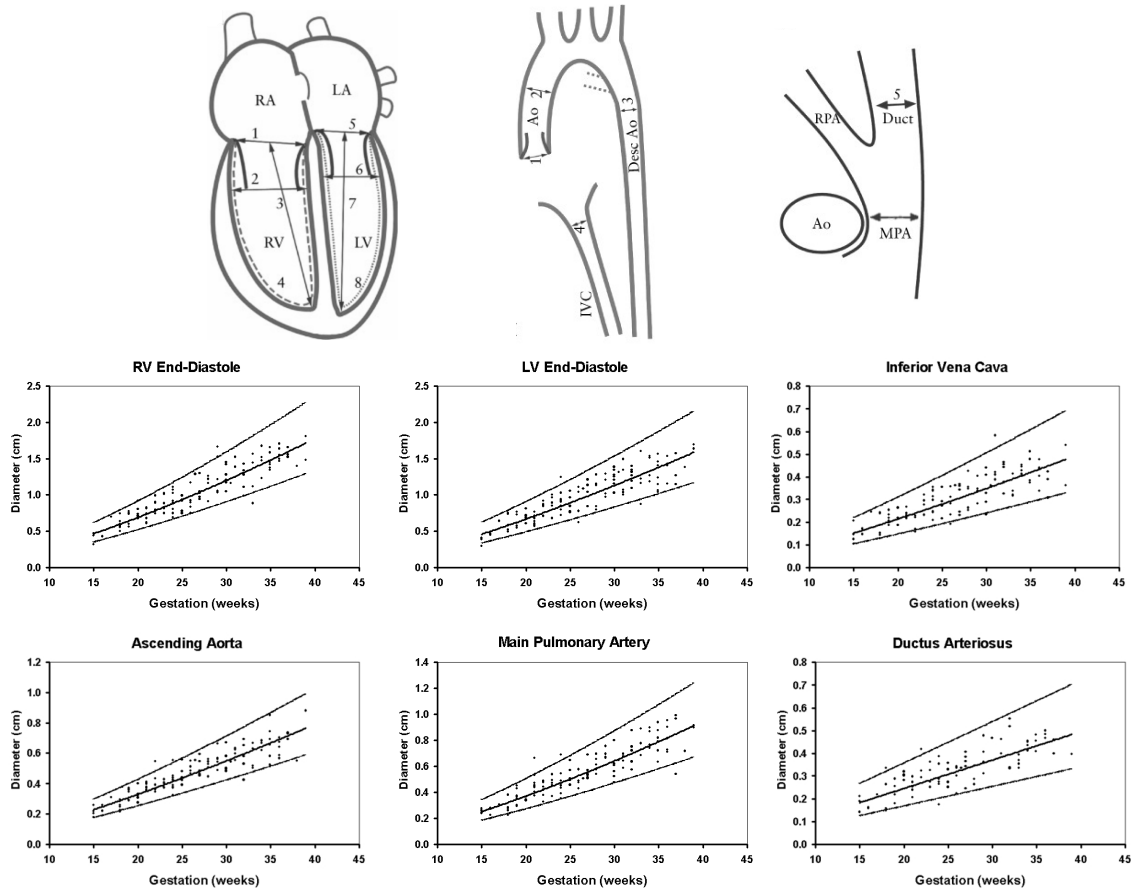 RA
LA
1
5
2
6
3
7
RV
LV
4
8
2
Ao
1
3
Desc Ao
4
IVC
5
Duct
RPA
Ao
MPA
RV End-Diastole
Diameter (cm)
2.5
2.0
1.5
1.0
0.5
0.0
10 15 20 25 30 35 40 45
Gestation (weeks)
LV End-Diastole
Diameter (cm)
2.5
2.0
1.5
1.0
0.5
0.0
10 15 20 25 30 35 40 45
Gestation (weeks)
Inferior Vena Cava
Diameter (cm)
0.8
0.7
0.6
0.5
0.4
0.3
0.2
0.1
0.0
10 15 20 25 30 35 40 45
Gestation (weeks)
Ascending Aorta
Diameter (cm)
1.2
1.0
0.8
0.6
0.4
0.2
0.0
10 15 20 25 30 35 40 45
Gestation (weeks)
Main Pulmonary Artery
Diameter (cm)
1.4
1.2
1.0
0.8
0.6
0.4
0.2
0.0
10 15 20 25 30 35 40 45
Gestation (weeks)
Ductus Arteriosus
Diameter (cm)
0.8
0.7
0.6
0.5
0.4
0.3
0.2
0.1
0.0
10 15 20 25 30 35 40 45
Gestation (weeks)